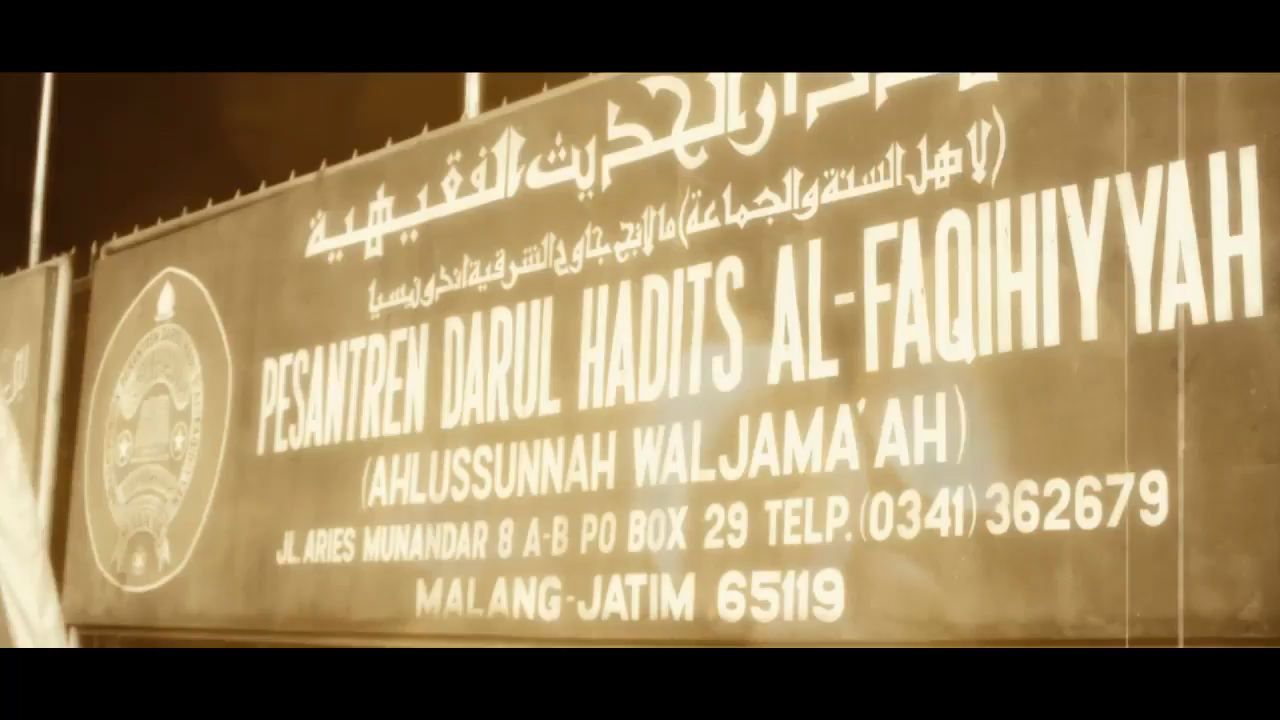 دار الحديث الفقيهية
(لاهل السنة والجماعة) مالانج جاوى الشرقية اندونيسيا
PESANTREN DARUL HADITS AL-FAQIHIYYAH
(AHLUSSUNNAH WALJAMA'AH)
JL. ARIES MUNANDAR 8 A-B PO BOX 29 TELP. (0341) 362679
MALANG-JATIM 65119